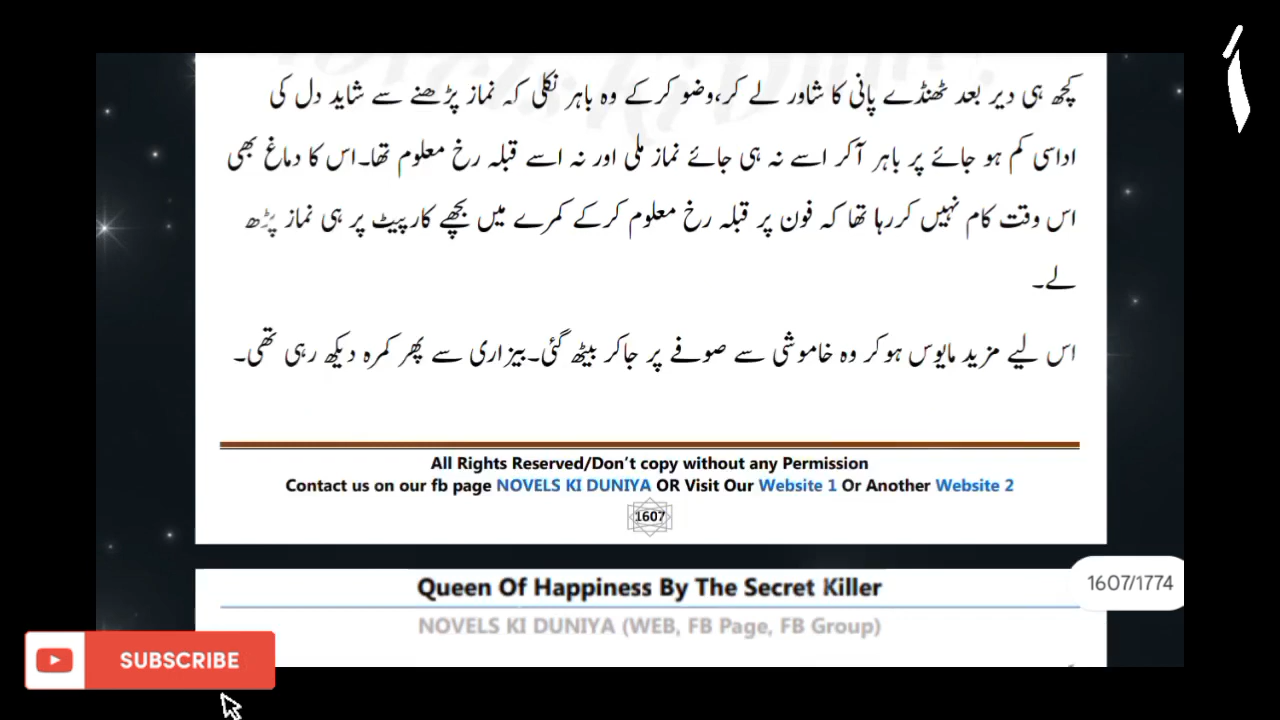 کچھ ہی دیر بعد ٹھنڈے پانی کا شاور لے کر،وضو کرکے وہ باہر نکلی کہ نماز پڑھنے سے شاید دل کی
اداسی کم ہو جائے پر باہر آکر اسے نہ ہی جائے نماز ملی اور نہ اسے قبلہ رخ معلوم تھا۔اس کا دماغ بھی
اس وقت کام نہیں کررہا تھا کہ فون پر قبلہ رخ معلوم کرکے کمرے میں بچھے کارپیٹ پر ہی نماز پڑھ
لے۔
اس لیے مزید مایوس ہوکر وہ خاموشی سے صوفے پر جاکر بیٹھ گئی۔بیزاری سے پھر کمرہ دیکھ رہی تھی۔
All Rights Reserved/Don't copy without any Permission
Contact us on our fb page NOVELS KI DUNIYA OR Visit Our Website 1 Or Another Website 2
1607
1607/1774
Queen Of Happiness By The Secret Killer
NOVELS KI DUNIYA (WEB, FB Page, FB Group)
SUBSCRIBE